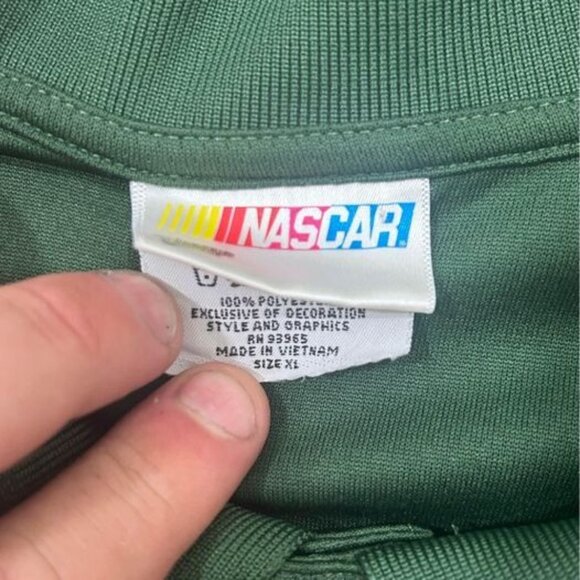 NASCAR
100% POLYESTER
EXCLUSIVE OF DECORATION
STYLE AND GRAPHICS
RN 93965
MADE IN VIETNAM
SIZE XL